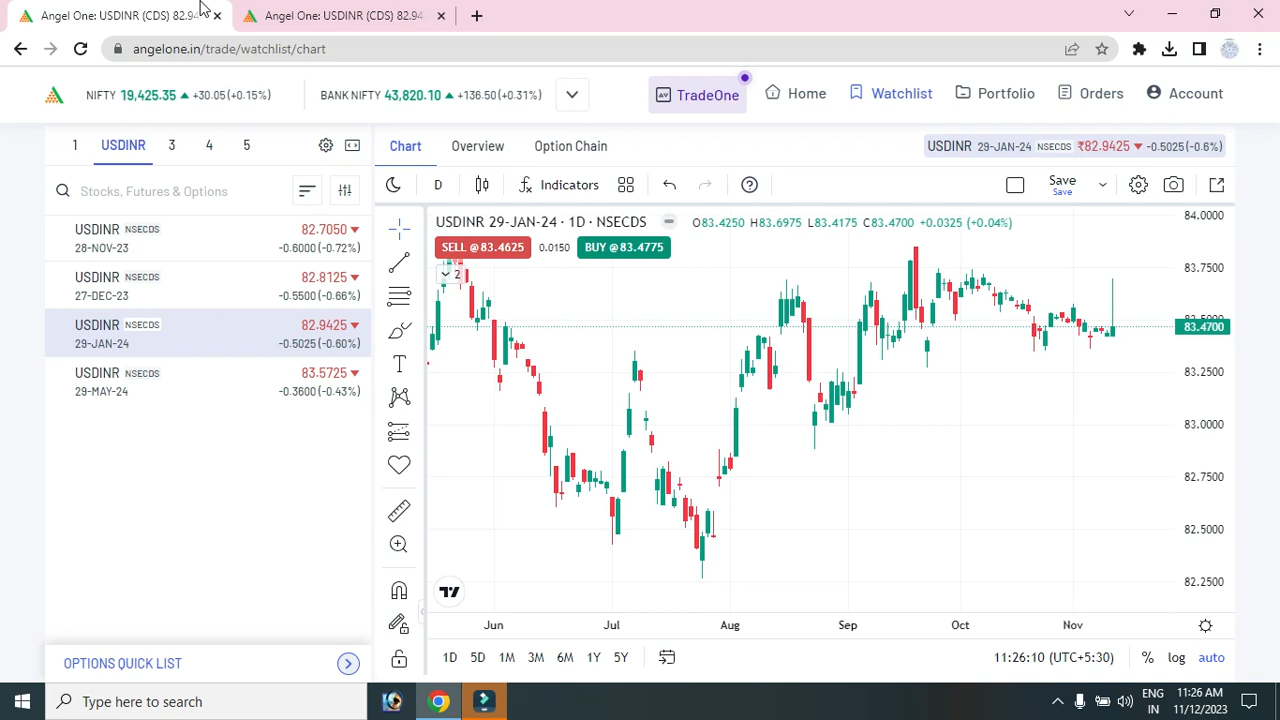 Angel One: USDINR (CDS) 82.94
Angel One: USDINR (CDS) 82.94
angelone.in/trade/watchlist/chart
NIFTY 19,425.35 +30.05(+0.15%)
BANK NIFTY 43,820.10 +136.50(+0.31%)
TradeOne
Home
Watchlist
Portfolio
Orders
Account
1 USDINR 3 4 5
Stocks, Futures & Options
USDINR NSECDS 82.7050
28-NOV-23 -0.6000(-0.72%)
USDINR NSECDS 82.8125
27-DEC-23 -0.5500(-0.66%)
USDINR NSECDS 82.9425
29-JAN-24 -0.5025(-0.60%)
USDINR NSECDS 83.5725
29-MAY-24 -0.3600(-0.43%)
OPTIONS QUICK LIST
Chart Overview Option Chain
USDINR 29-JAN-24 NSECDS ₹82.9425 -0.5025(-0.6%)
D Indicators
Save
Save
USDINR 29-JAN-24 · 1D · NSECDS O83.4250 H83.6975 L83.4175 C83.4700 +0.0325 (+0.04%)
SELL @83.4625 0.0150 BUY @83.4775
2
84.0000
83.7500
83.4700
83.2500
83.0000
82.7500
82.5000
82.2500
Jun Jul Aug Sep Oct Nov
1D 5D 1M 3M 6M 1Y 5Y
11:26:10 (UTC+5:30) % log auto
Type here to search
ENG
IN
11:26 AM
11/12/2023